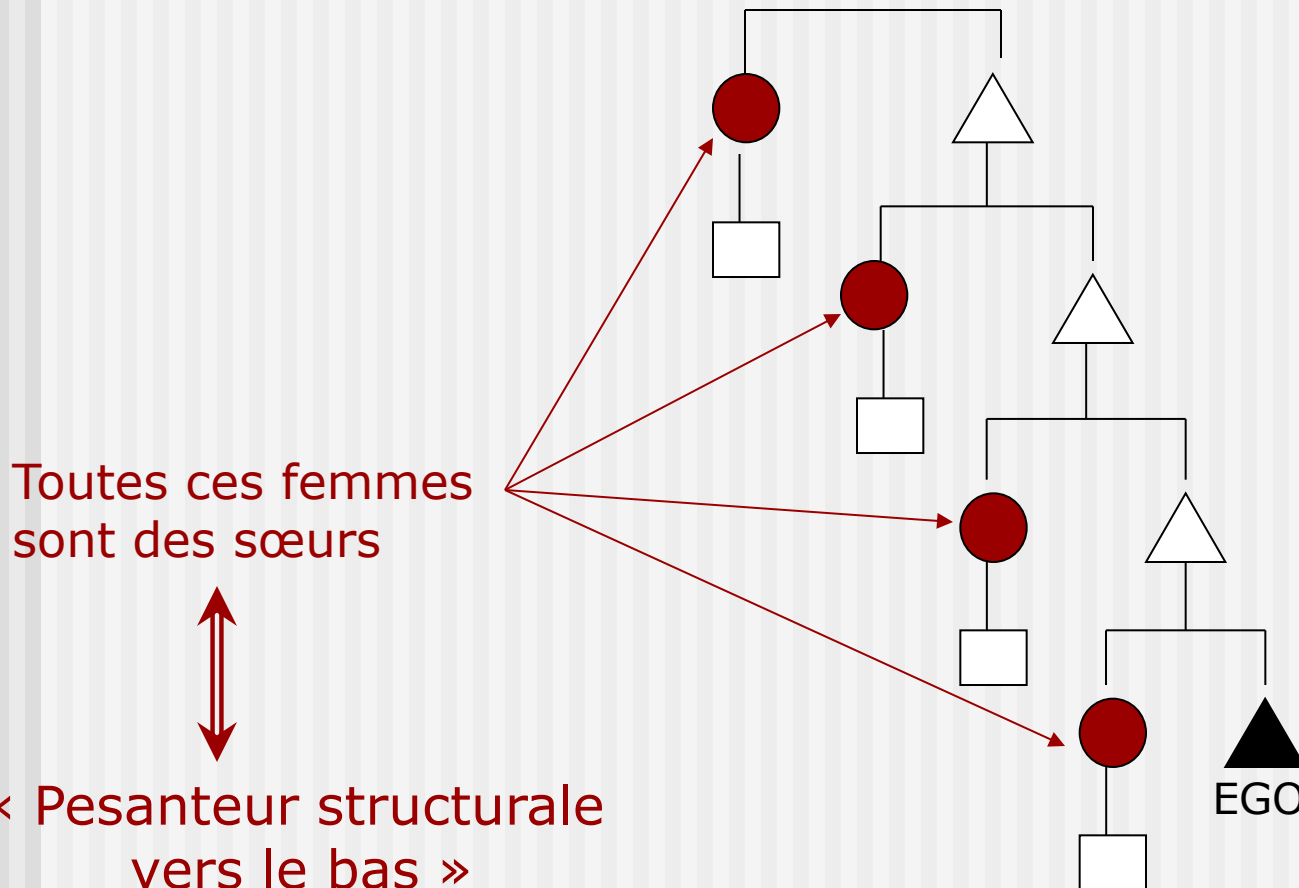 Toutes ces femmes
sont des sœurs
« Pesanteur structurale
vers le bas »
EGO